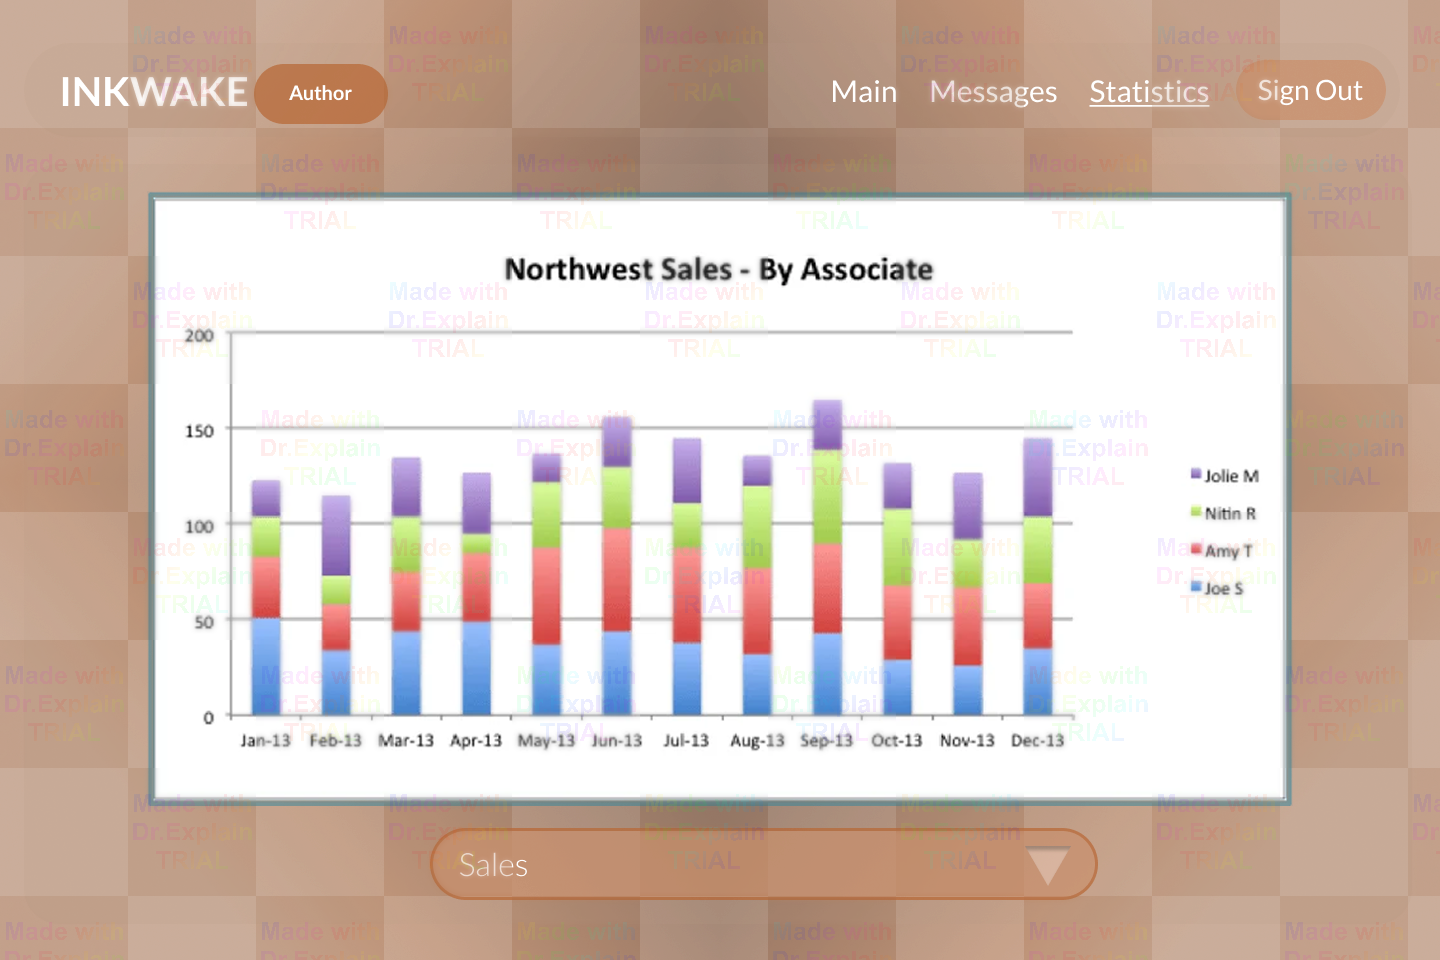 INKWAKE Author Main Messages Statistics Sign Out
Northwest Sales - By Associate
200
150
100
50
0
Jan-13 Feb-13 Mar-13 Apr-13 May-13 Jun-13 Jul-13 Aug-13 Sep-13 Oct-13 Nov-13 Dec-13
Jolie M
Nitin R
Amy T
Joe S
Sales
Made with
Dr.Explain
TRIAL